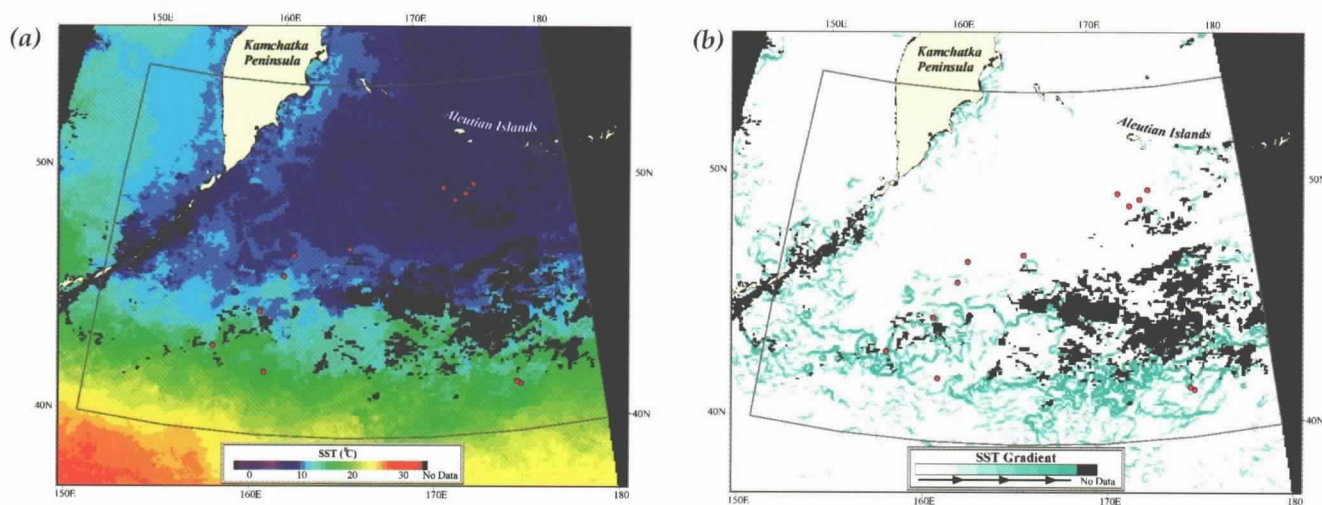 150E 160E 170E 180
(a)
Kamchatka
Peninsula
Aleutian Islands
50N
50N
40N
40N
SST (°C)
0 10 20 30 No Data
150E 160E 170E 180
150E 160E 170E 180
(b)
Kamchatka
Peninsula
Aleutian Islands
50N
50N
40N
40N
SST Gradient
No Data
150E 160E 170E 180